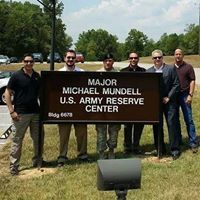 MAJOR
MICHAEL MUNDELL
U.S. ARMY RESERVE
CENTER
Bldg 6678